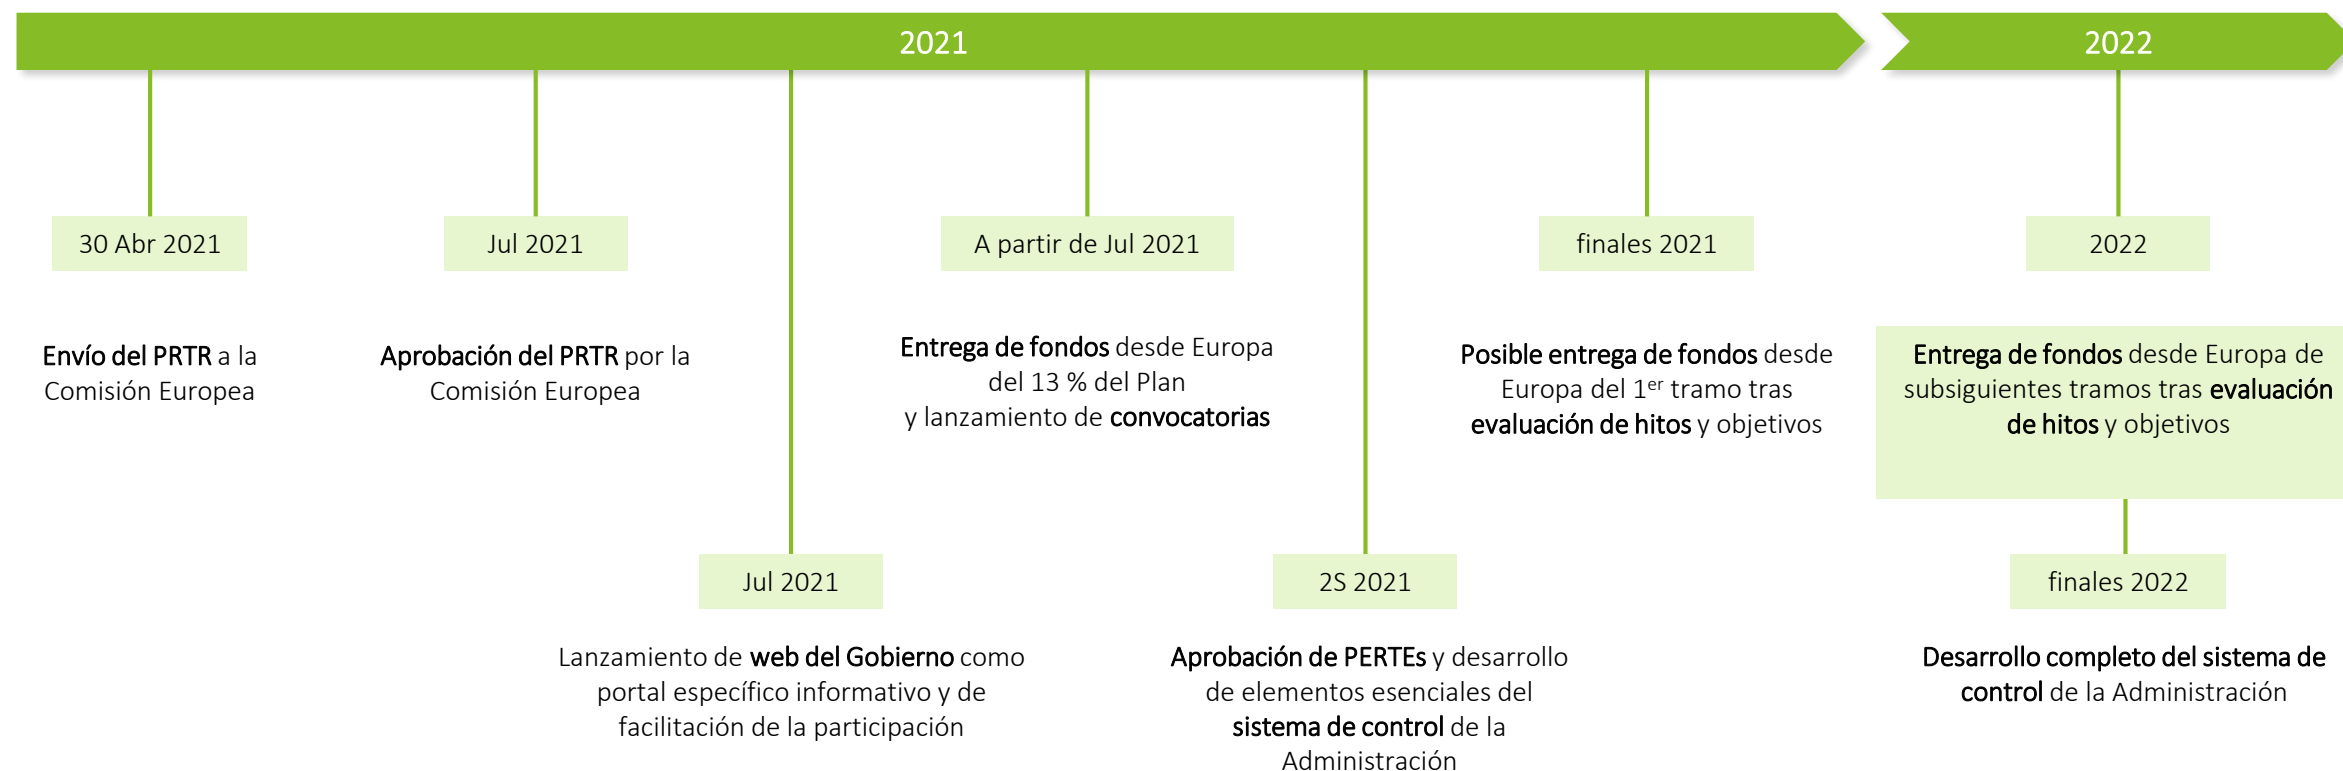 2021
2022
30 Abr 2021
Envío del PRTR a la
Comisión Europea
Jul 2021
Aprobación del PRTR por la
Comisión Europea
Jul 2021
Lanzamiento de web del Gobierno como
portal específico informativo y de
facilitación de la participación
A partir de Jul 2021
Entrega de fondos desde Europa
del 13 % del Plan
y lanzamiento de convocatorias
2S 2021
Aprobación de PERTEs y desarrollo
de elementos esenciales del
sistema de control de la
Administración
finales 2021
Posible entrega de fondos desde
Europa del 1er tramo tras
evaluación de hitos y objetivos
2022
Entrega de fondos desde Europa de
subsiguientes tramos tras evaluación
de hitos y objetivos
finales 2022
Desarrollo completo del sistema de
control de la Administración